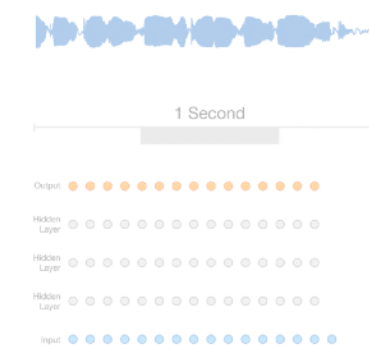 1 Second
Output
Hidden
Layer
Hidden
Layer
Hidden
Layer
Input